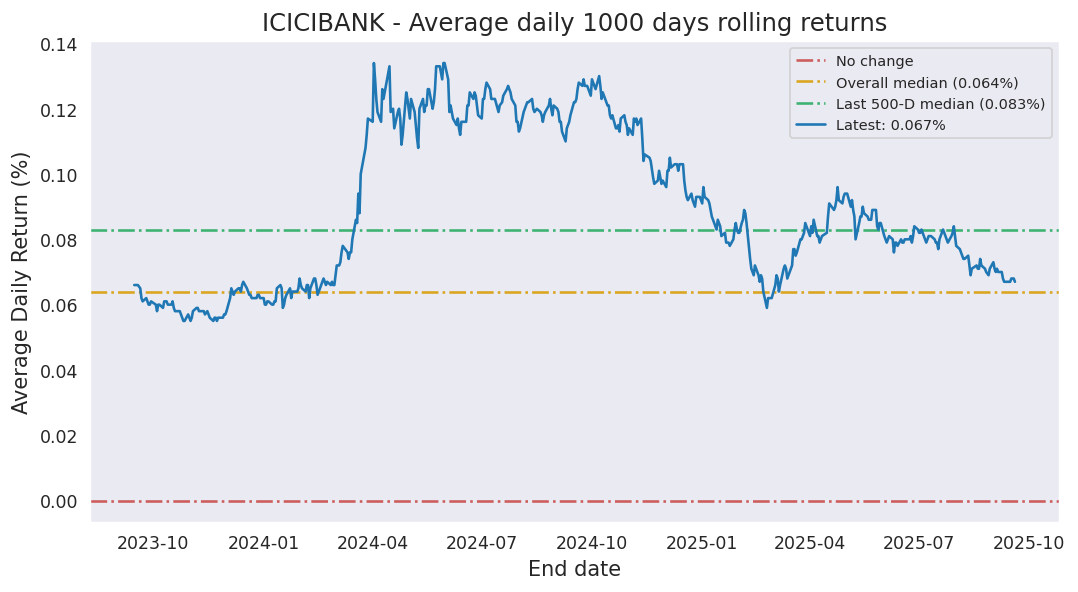 ICICIBANK - Average daily 1000 days rolling returns
No change
Overall median (0.064%)
Last 500-D median (0.083%)
Latest: 0.067%
Average Daily Return (%)
0.14
0.12
0.10
0.08
0.06
0.04
0.02
0.00
2023-10 2024-01 2024-04 2024-07 2024-10 2025-01 2025-04 2025-07 2025-10
End date